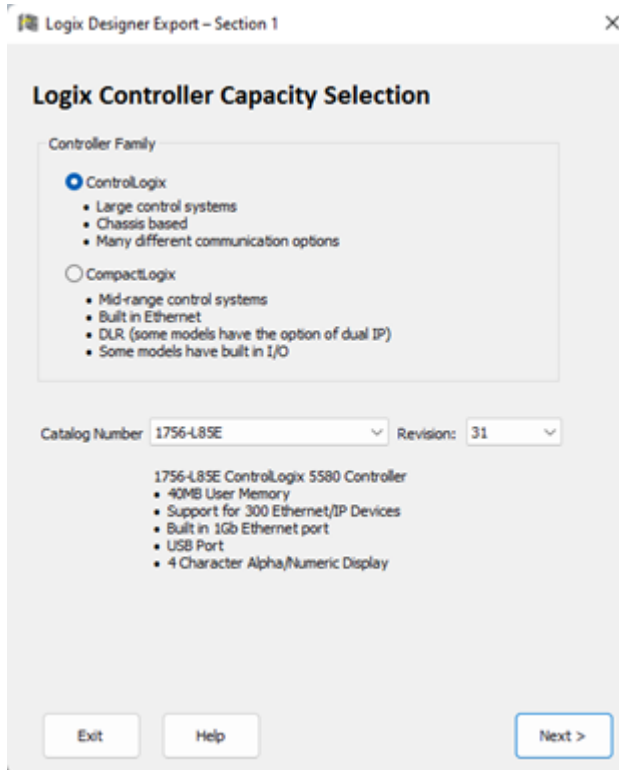 Logix Designer Export – Section 1
Logix Controller Capacity Selection
Controller Family
ControlLogix
• Large control systems
• Chassis based
• Many different communication options
CompactLogix
• Mid-range control systems
• Built in Ethernet
• DLR (some models have the option of dual IP)
• Some models have built in I/O
Catalog Number 1756-L85E Revision: 31
1756-L85E ControlLogix 5580 Controller
• 40MB User Memory
• Support for 300 Ethernet/IP Devices
• Built in 1Gb Ethernet port
• USB Port
• 4 Character Alpha/Numeric Display
Exit Help Next >